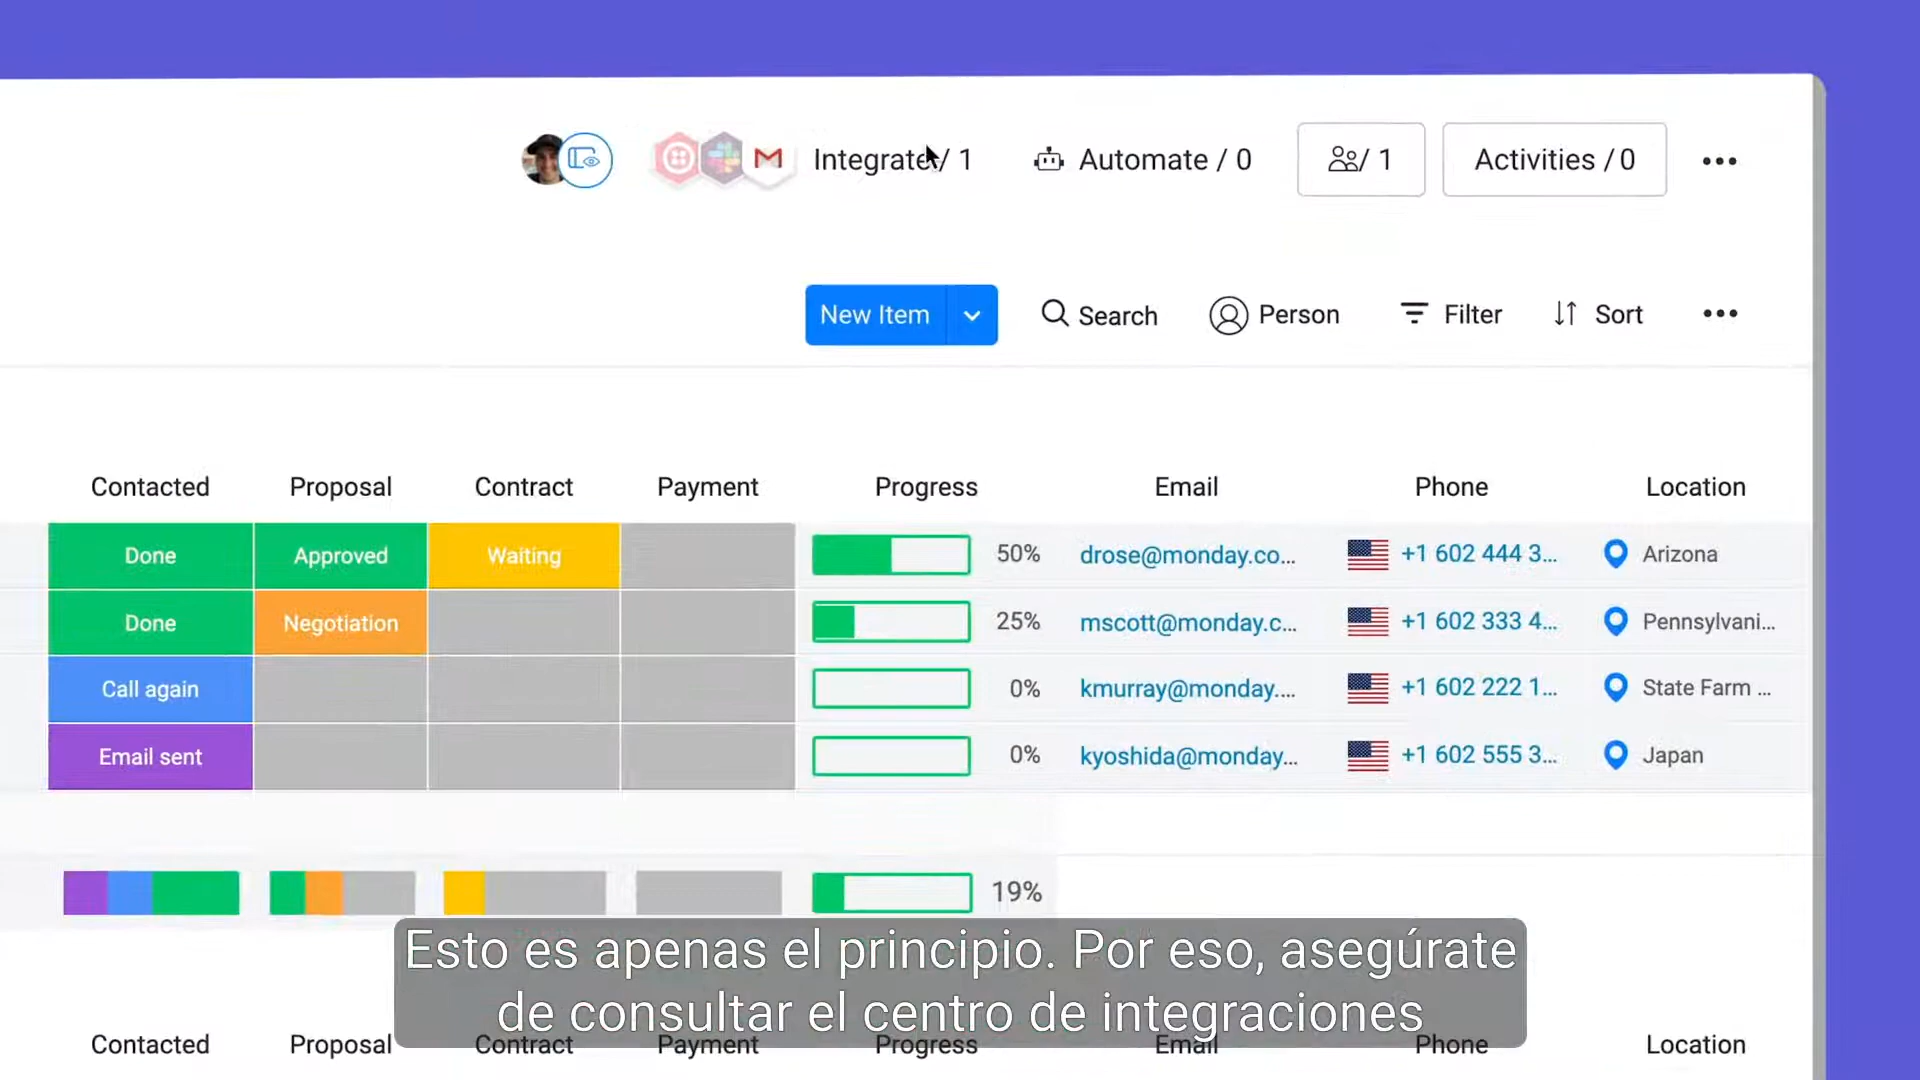 Integrate / 1
Automate / 0
/ 1
Activities / 0
New Item
Search
Person
Filter
Sort
Contacted Proposal Contract Payment Progress Email Phone Location
Done Approved Waiting 50% drose@monday.co... +1 602 444 3... Arizona
Done Negotiation 25% mscott@monday.c... +1 602 333 4... Pennsylvani...
Call again 0% kmurray@monday.... +1 602 222 1... State Farm ...
Email sent 0% kyoshida@monday... +1 602 555 3... Japan
19%
Esto es apenas el principio. Por eso, asegúrate
de consultar el centro de integraciones
Contacted Proposal Contract Payment Progress Email Phone Location